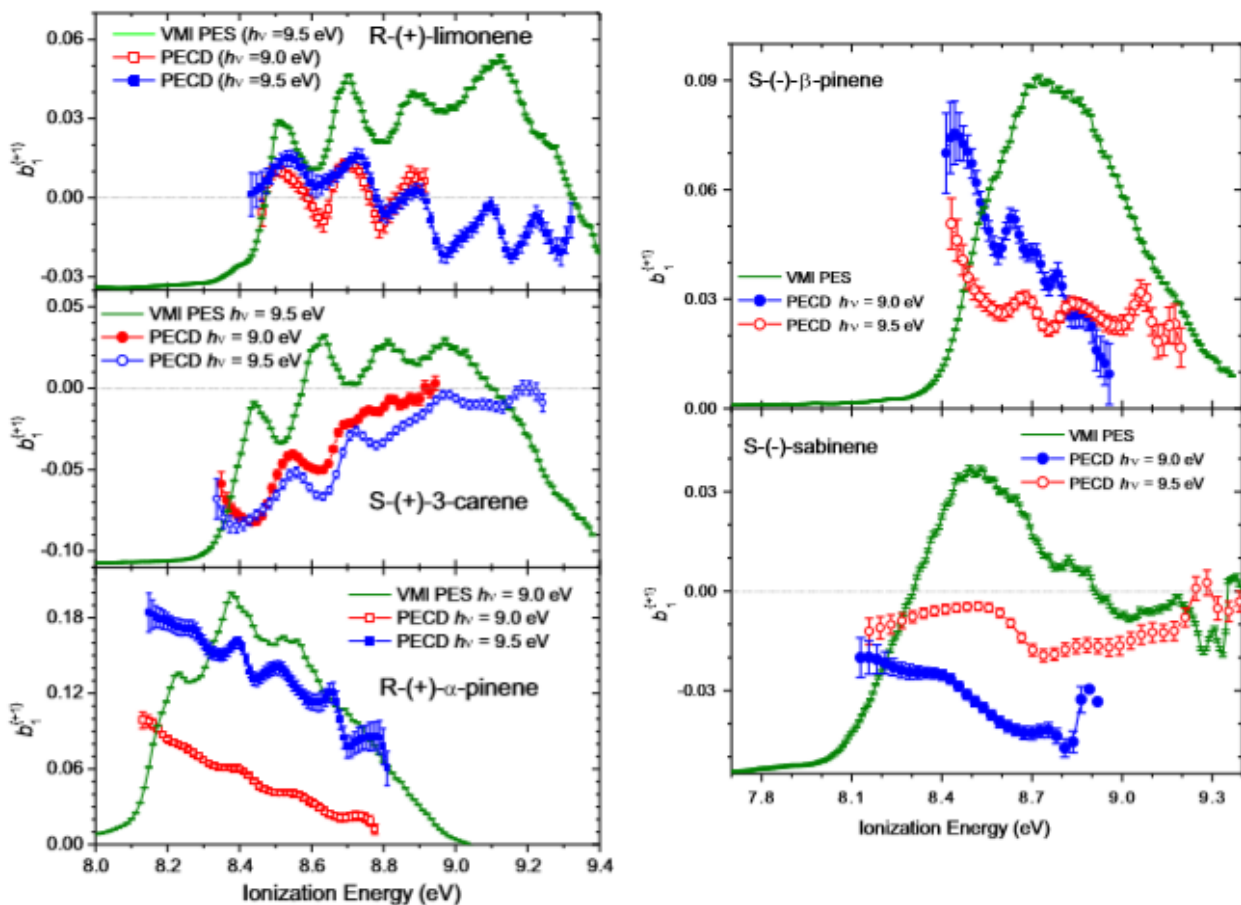 VMI PES (hν =9.5 eV)
PECD (hν =9.0 eV)
PECD (hν =9.5 eV)
R-(+)-limonene
0.06
0.03
0.00
-0.03
b₁^{+1}
VMI PES hν = 9.5 eV
PECD hν = 9.0 eV
PECD hν = 9.5 eV
S-(+)-3-carene
0.05
0.00
-0.05
-0.10
b₁^{+1}
VMI PES hν = 9.0 eV
PECD hν = 9.0 eV
PECD hν = 9.5 eV
R-(+)-α-pinene
0.18
0.12
0.06
0.00
b₁^{+1}
8.0 8.2 8.4 8.6 8.8 9.0 9.2 9.4
Ionization Energy (eV)
S-(-)-β-pinene
VMI PES
PECD hν = 9.0 eV
PECD hν = 9.5 eV
0.09
0.06
0.03
0.00
b₁^{+1}
S-(-)-sabinene
VMI PES
PECD hν = 9.0 eV
PECD hν = 9.5 eV
0.03
0.00
-0.03
b₁^{+1}
7.8 8.1 8.4 8.7 9.0 9.3
Ionization Energy (eV)